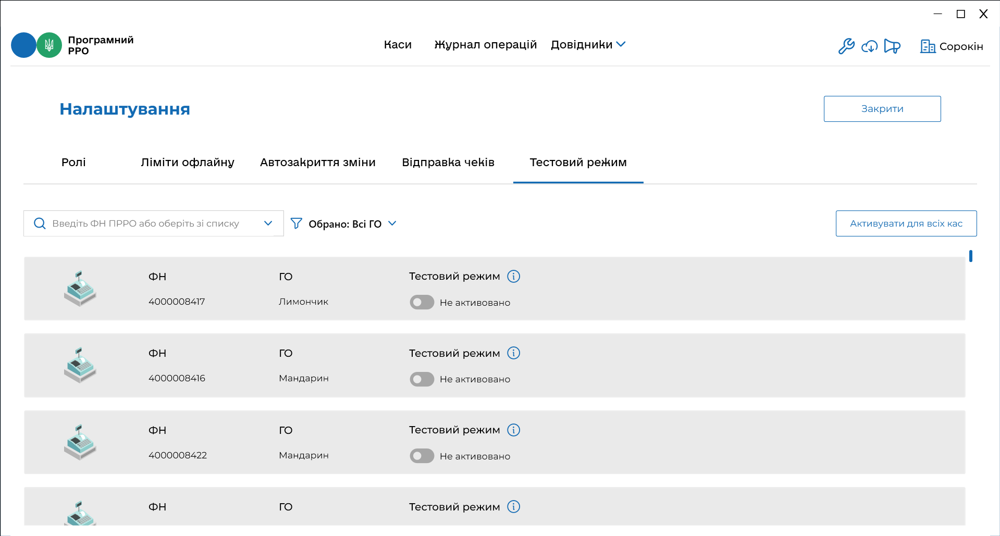 Програмний
РРО
Каси Журнал операцій Довідники
Сорокін
Налаштування
Закрити
Ролі Ліміти офлайну Автозакриття зміни Відправка чеків Тестовий режим
Введіть ФН ПРРО або оберіть зі списку
Обрано: Всі ГО
Активувати для всіх кас
ФН ГО Тестовий режим
4000008417 Лимончик Не активовано
ФН ГО Тестовий режим
4000008416 Мандарин Не активовано
ФН ГО Тестовий режим
4000008422 Мандарин Не активовано
ФН ГО Тестовий режим